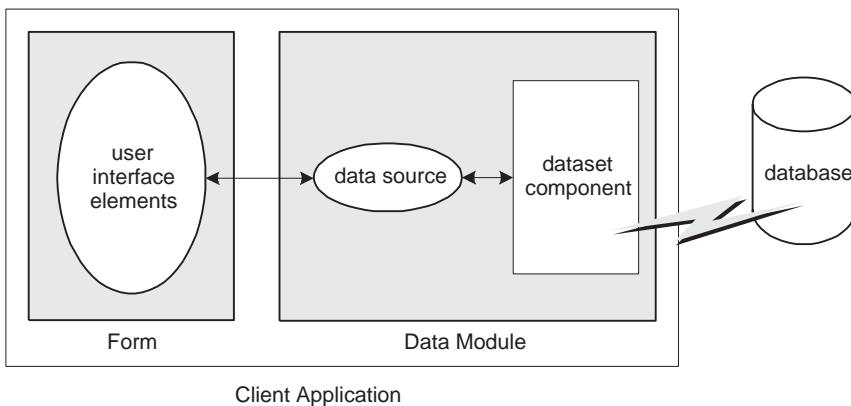 user
interface
elements
data source
dataset
component
database
Form
Data Module
Client Application